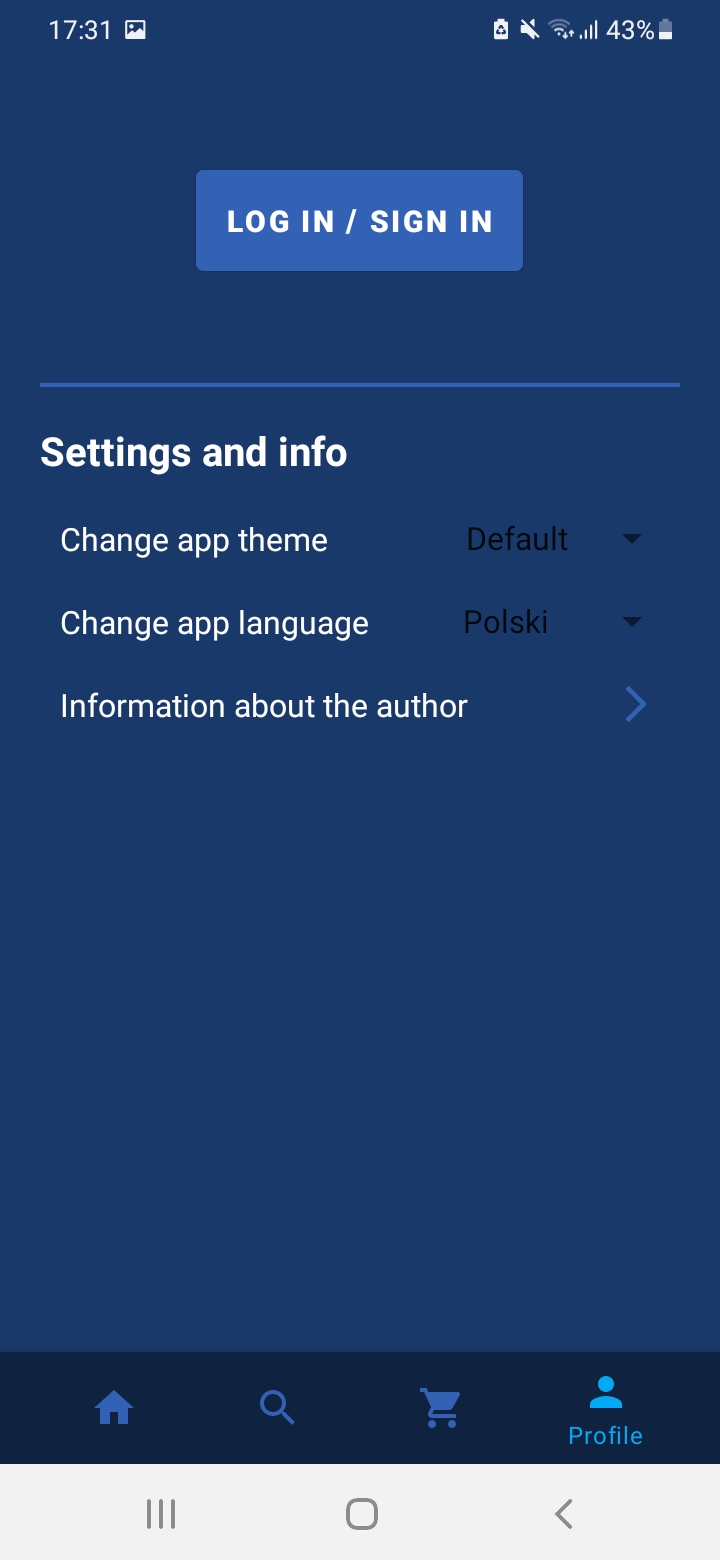 17:31 43%
LOG IN / SIGN IN
Settings and info
Change app theme Default
Change app language Polski
Information about the author
Profile